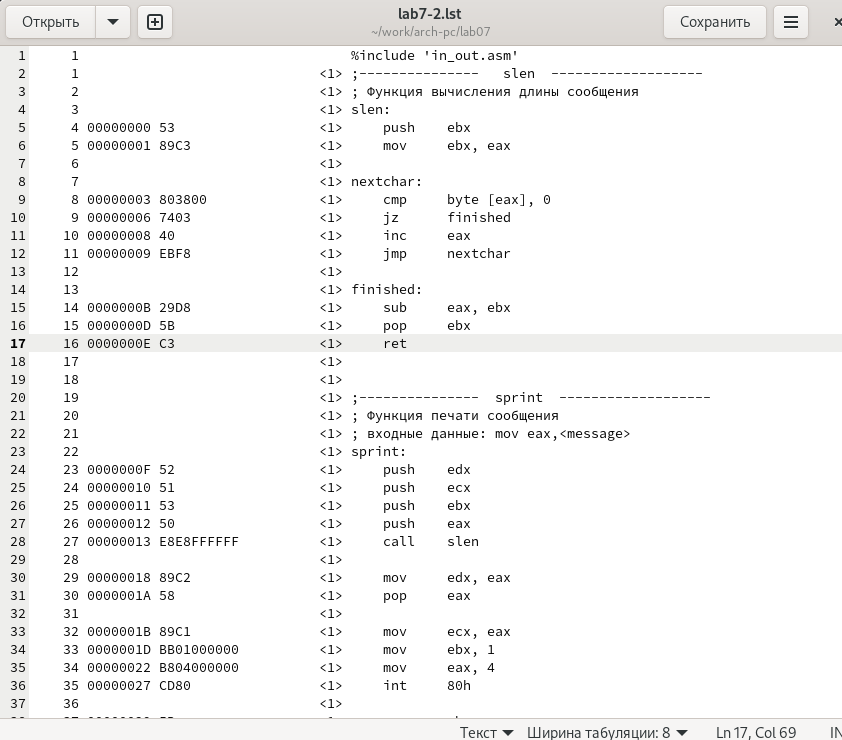 Открыть
lab7-2.lst
~/work/arch-pc/lab07
Сохранить
1 1 %include 'in_out.asm'
2 1 <1> ;--------------- slen -------------------
3 2 <1> ; Функция вычисления длины сообщения
4 3 <1> slen:
5 4 00000000 53 <1> push ebx
6 5 00000001 89C3 <1> mov ebx, eax
7 6 <1>
8 7 <1> nextchar:
9 8 00000003 803800 <1> cmp byte [eax], 0
10 9 00000006 7403 <1> jz finished
11 10 00000008 40 <1> inc eax
12 11 00000009 EBF8 <1> jmp nextchar
13 12 <1>
14 13 <1> finished:
15 14 0000000B 29D8 <1> sub eax, ebx
16 15 0000000D 5B <1> pop ebx
17 16 0000000E C3 <1> ret
18 17 <1>
19 18 <1>
20 19 <1> ;--------------- sprint -------------------
21 20 <1> ; Функция печати сообщения
22 21 <1> ; входные данные: mov eax,<message>
23 22 <1> sprint:
24 23 0000000F 52 <1> push edx
25 24 00000010 51 <1> push ecx
26 25 00000011 53 <1> push ebx
27 26 00000012 50 <1> push eax
28 27 00000013 E8E8FFFFFF <1> call slen
29 28 <1>
30 29 00000018 89C2 <1> mov edx, eax
31 30 0000001A 58 <1> pop eax
32 31 <1>
33 32 0000001B 89C1 <1> mov ecx, eax
34 33 0000001D BB01000000 <1> mov ebx, 1
35 34 00000022 B804000000 <1> mov eax, 4
36 35 00000027 CD80 <1> int 80h
37 36 <1>
Текст Ширина табуляции: 8 Ln 17, Col 69 IN